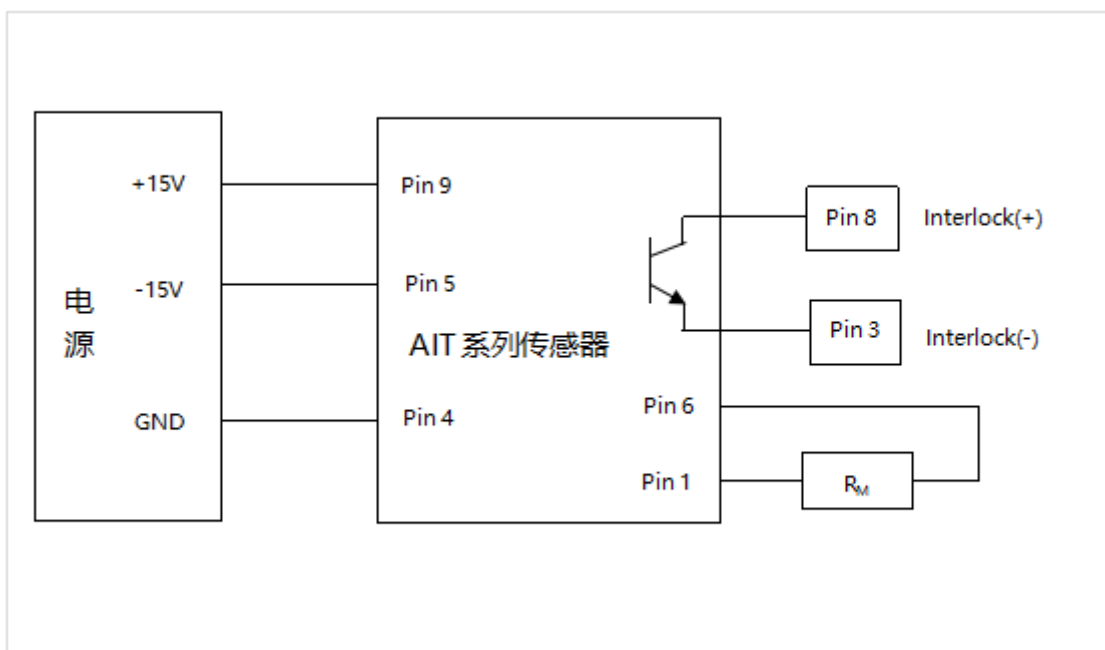 +15V
-15V
GND
电
源
Pin 9
Pin 5
AIT 系列传感器
Pin 4
Pin 6
Pin 1
Pin 8
Interlock(+)
Pin 3
Interlock(-)
RM